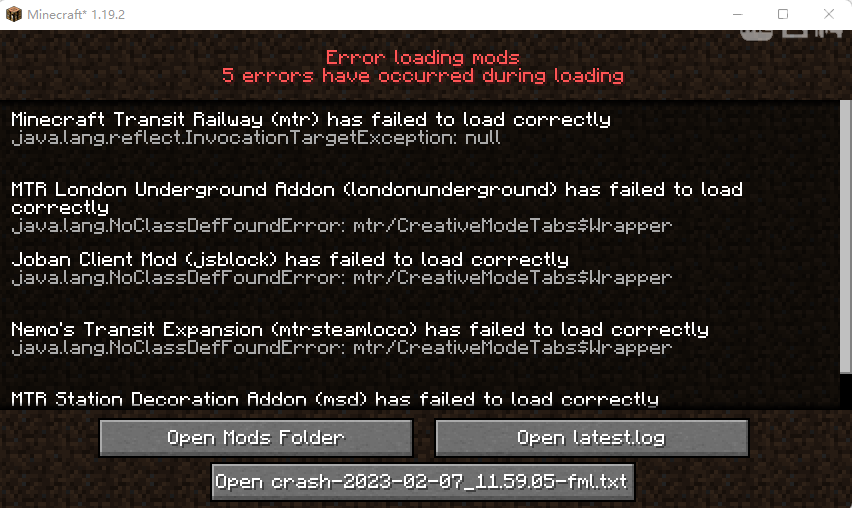 Minecraft* 1.19.2
Error loading mods
5 errors have occurred during loading
Minecraft Transit Railway (mtr) has failed to load correctly
java.lang.reflect.InvocationTargetException: null
MTR London Underground Addon (londonunderground) has failed to load
correctly
java.lang.NoClassDefFoundError: mtr/CreativeModeTabs$Wrapper
Joban Client Mod (jsblock) has failed to load correctly
java.lang.NoClassDefFoundError: mtr/CreativeModeTabs$Wrapper
Nemo's Transit Expansion (mtrsteamloco) has failed to load correctly
java.lang.NoClassDefFoundError: mtr/CreativeModeTabs$Wrapper
MTR Station Decoration Addon (msd) has failed to load correctly
Open Mods Folder
Open latest.log
Open crash-2023-02-07_11.59.05-fml.txt